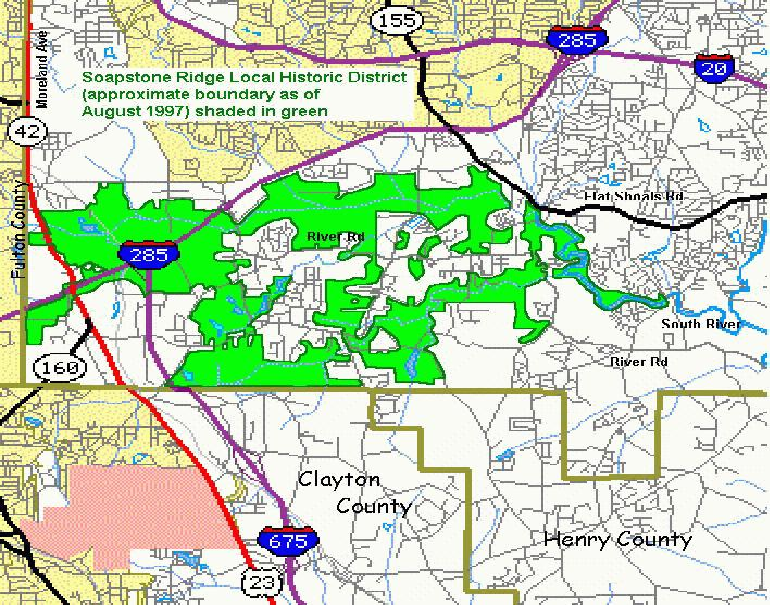 155
285
20
Moreland Ave
Soapstone Ridge Local Historic District
(approximate boundary as of
August 1997) shaded in green
42
Fulton County
Flat Shoals Rd
River Rd
285
South River
160
River Rd
Clayton
County
675
Henry County
23